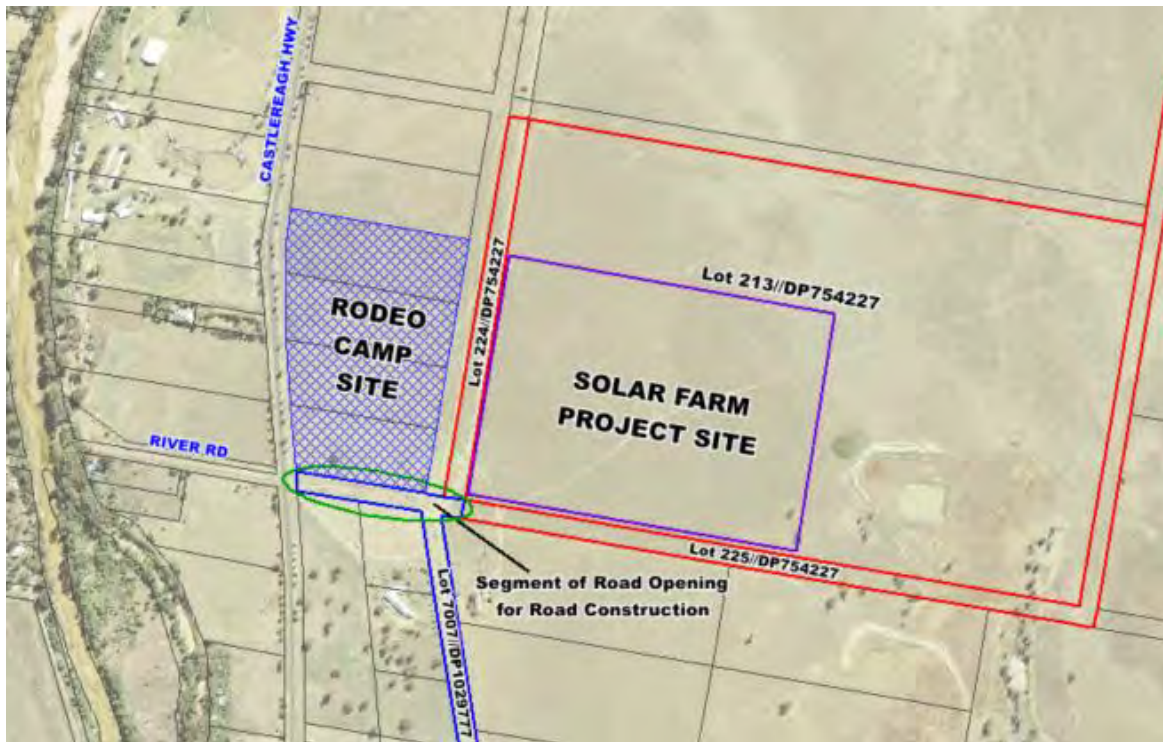 CASTLEREAGH HWY
RODEO
CAMP
SITE
Lot 224//DP754227
Lot 213//DP754227
SOLAR FARM
PROJECT SITE
RIVER RD
Lot 225//DP754227
Segment of Road Opening
for Road Construction
Lot 7007//DP1029777